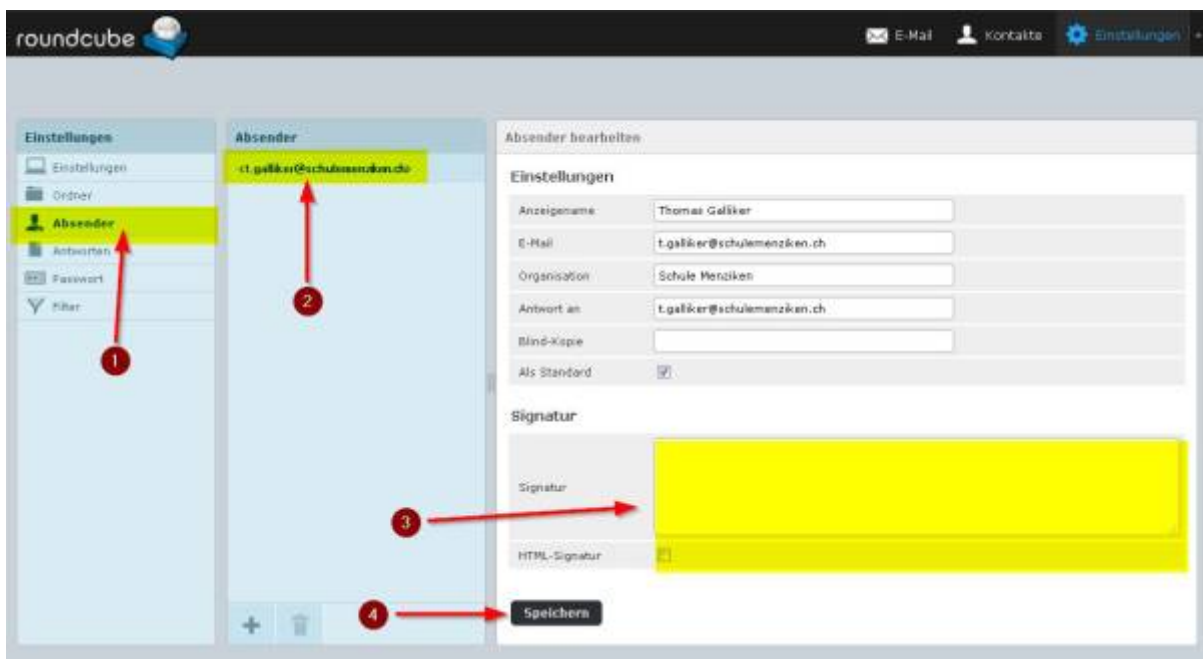 roundcube
E-Mail Kontakte Einstellungen
Einstellungen
Einstellungen
Ordner
Absender
Antworten
Passwort
Filter
1
Absender
2
Absender bearbeiten
Einstellungen
Anzeigename Thomas Galliker
E-Mail t.galliker@schulemenziken.ch
Organisation Schule Menziken
Antwort an t.galliker@schulemenziken.ch
Blind-Kopie
Als Standard
Signatur
Signatur
3
HTML-Signatur
4
Speichern